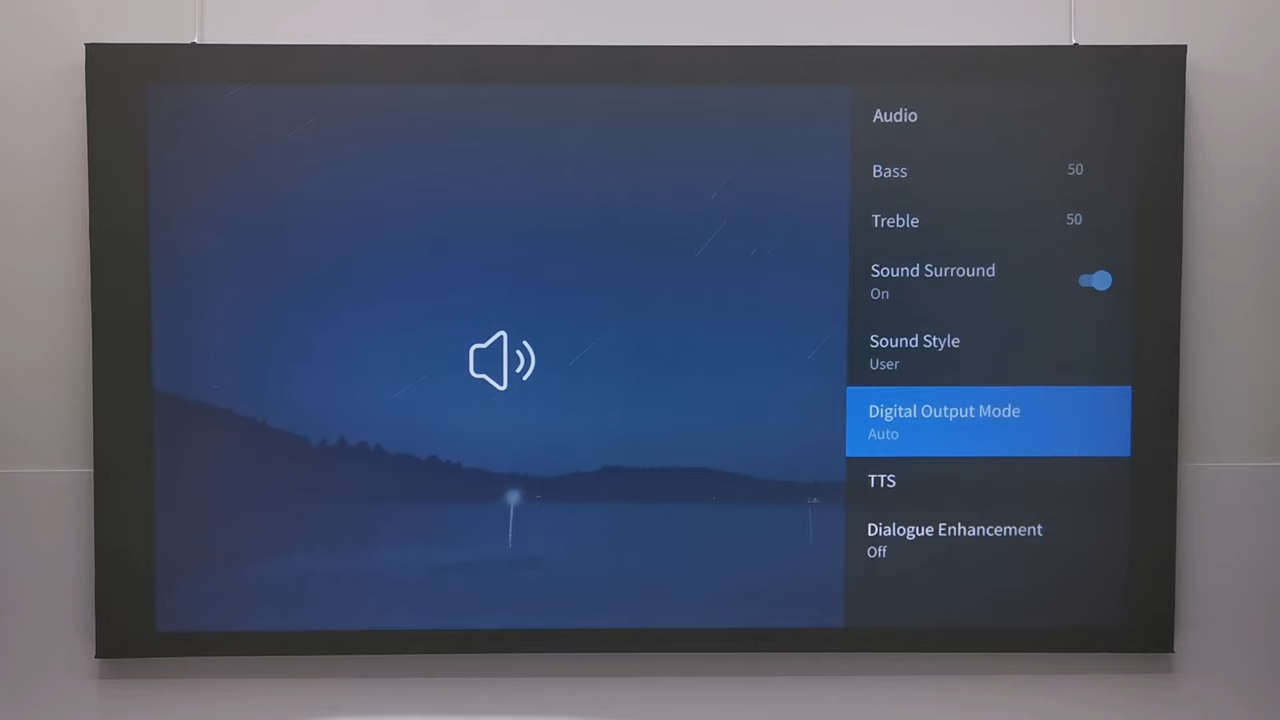 Audio
Bass 50
Treble 50
Sound Surround
On
Sound Style
User
Digital Output Mode
Auto
TTS
Dialogue Enhancement
Off